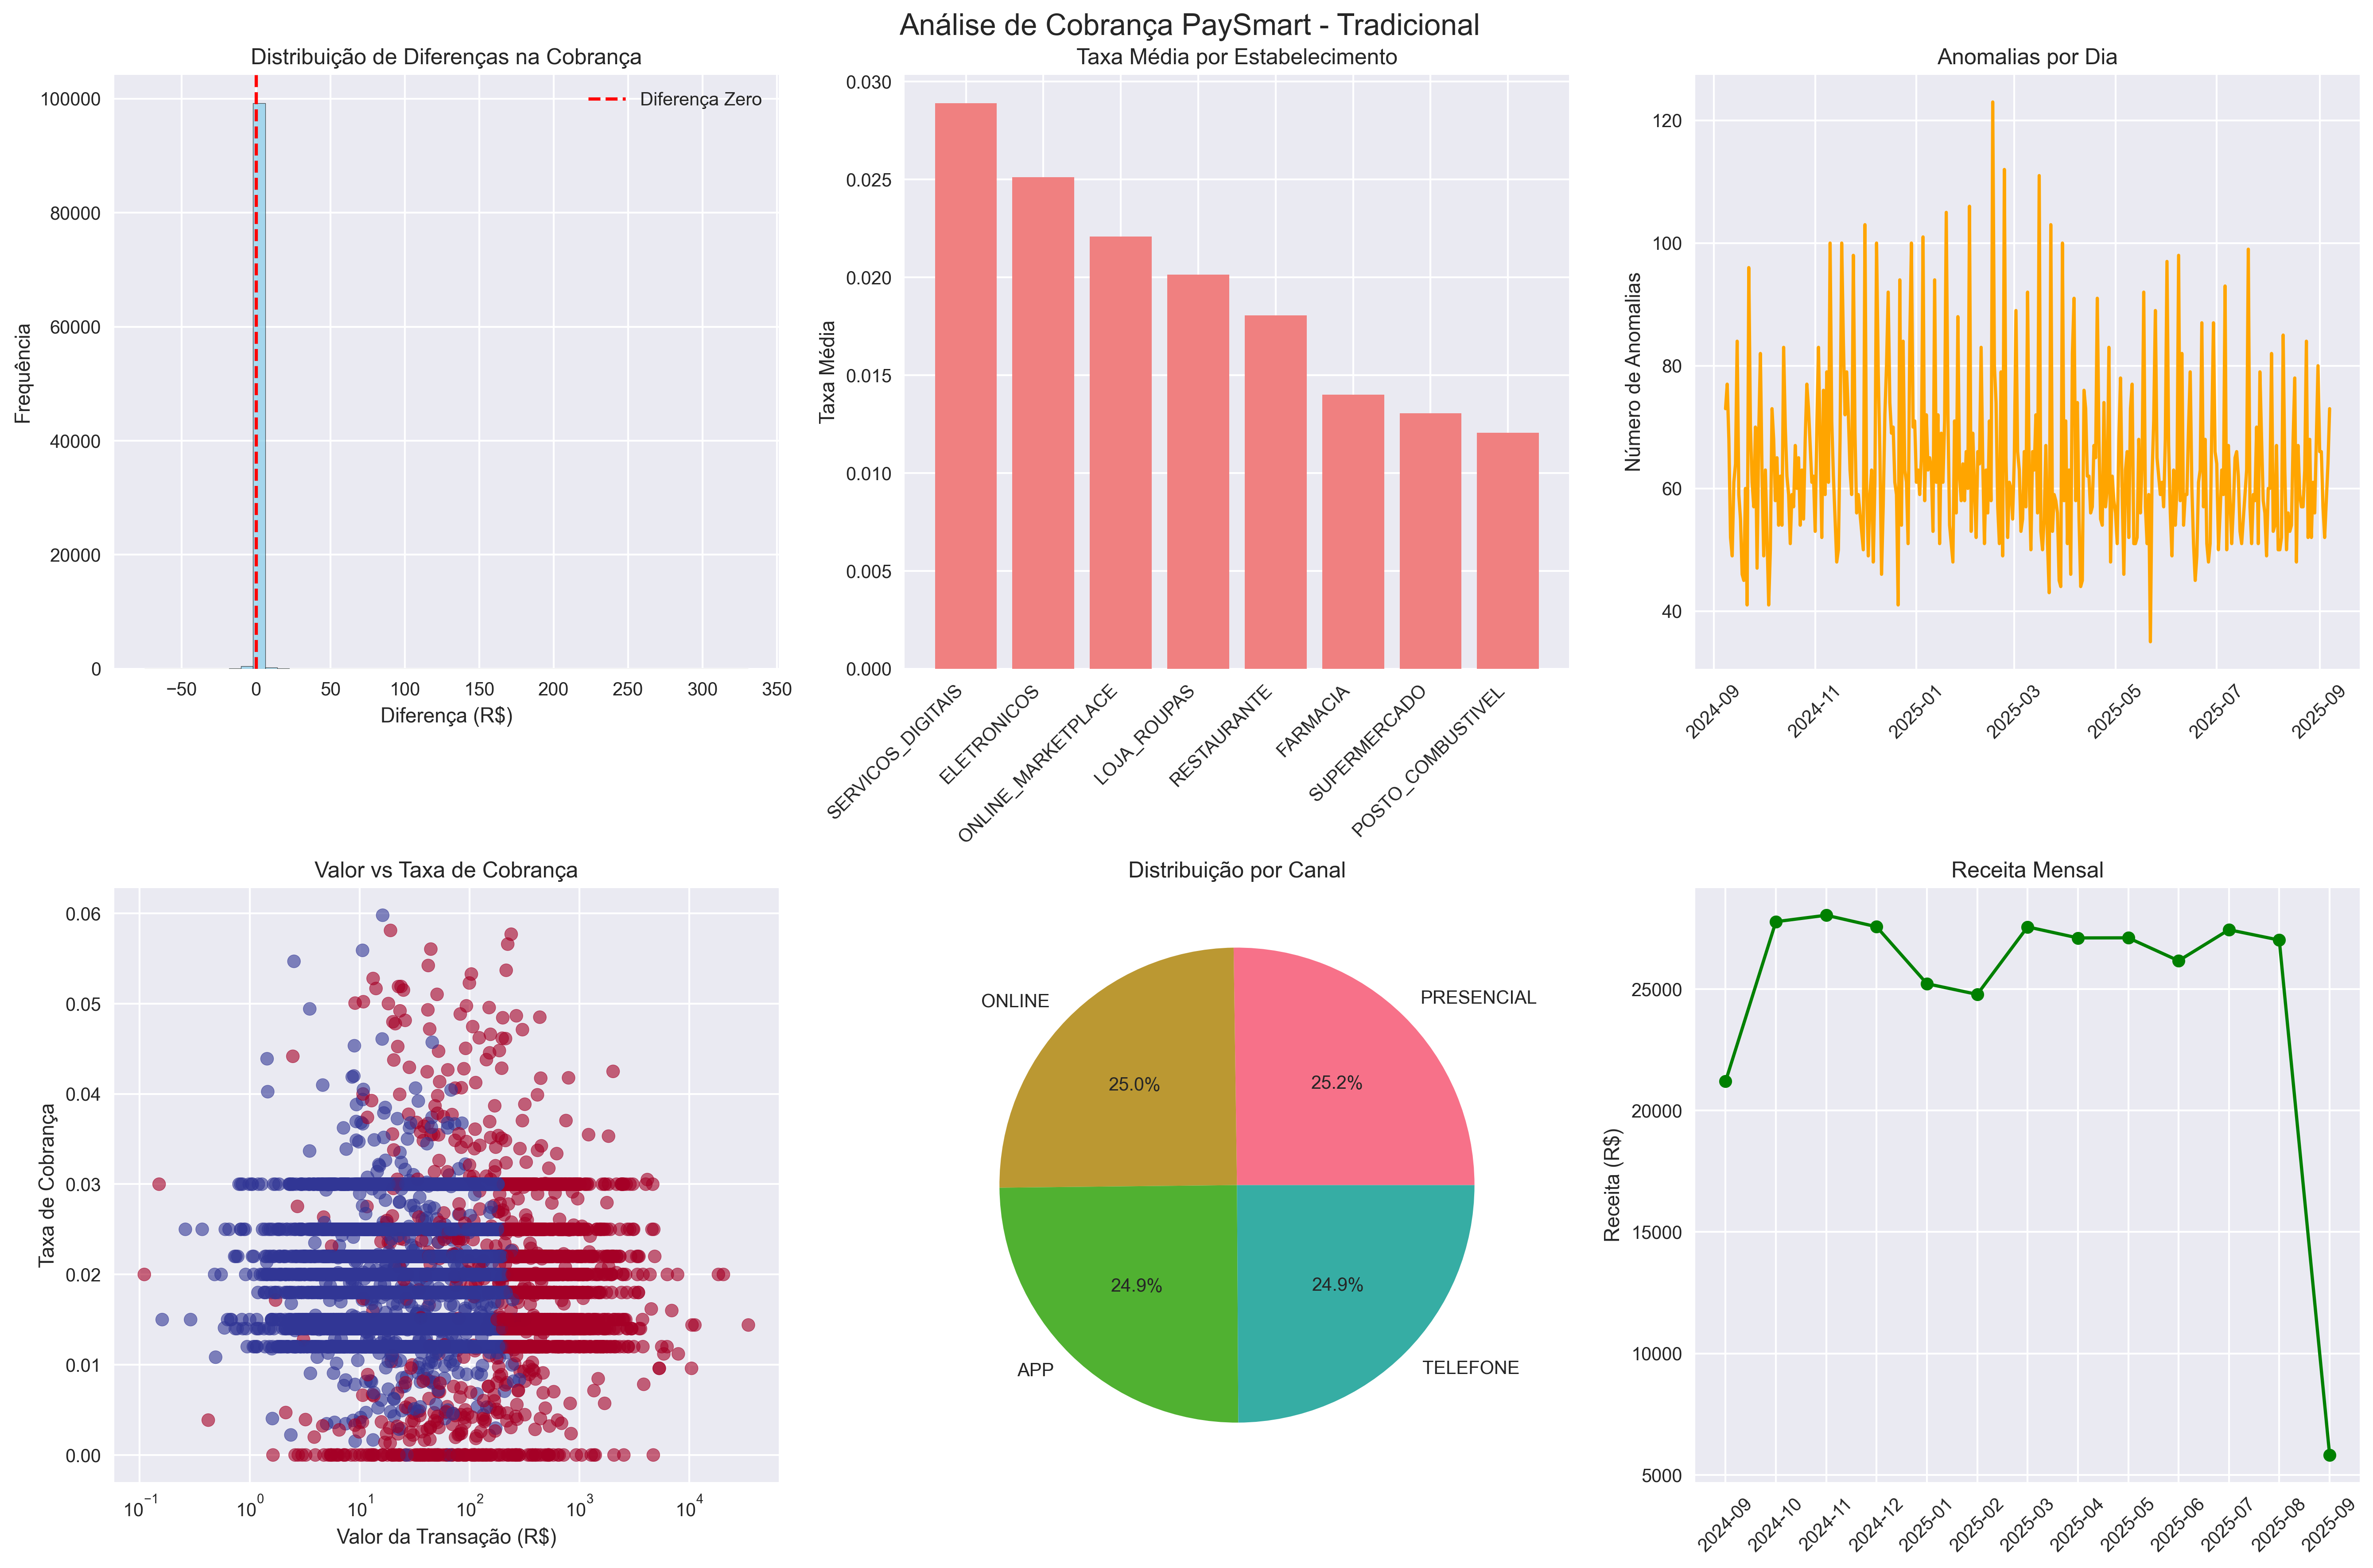 Análise de Cobrança PaySmart - Tradicional
Distribuição de Diferenças na Cobrança
Frequência
100000
80000
60000
40000
20000
0
−50
0
50
100
150
200
250
300
350
Diferença (R$)
Diferença Zero
Taxa Média por Estabelecimento
Taxa Média
0.030
0.025
0.020
0.015
0.010
0.005
0.000
SERVICOS_DIGITAIS
ELETRONICOS
ONLINE_MARKETPLACE
LOJA_ROUPAS
RESTAURANTE
FARMACIA
SUPERMERCADO
POSTO_COMBUSTIVEL
Anomalias por Dia
Número de Anomalias
120
100
80
60
40
2024-09
2024-11
2025-01
2025-03
2025-05
2025-07
2025-09
Valor vs Taxa de Cobrança
Taxa de Cobrança
0.06
0.05
0.04
0.03
0.02
0.01
0.00
10⁻¹
10⁰
10¹
10²
10³
10⁴
Valor da Transação (R$)
Distribuição por Canal
ONLINE
PRESENCIAL
25.0%
25.2%
24.9%
24.9%
APP
TELEFONE
Receita Mensal
Receita (R$)
25000
20000
15000
10000
5000
2024-09
2024-10
2024-11
2024-12
2025-01
2025-02
2025-03
2025-04
2025-05
2025-06
2025-07
2025-08
2025-09